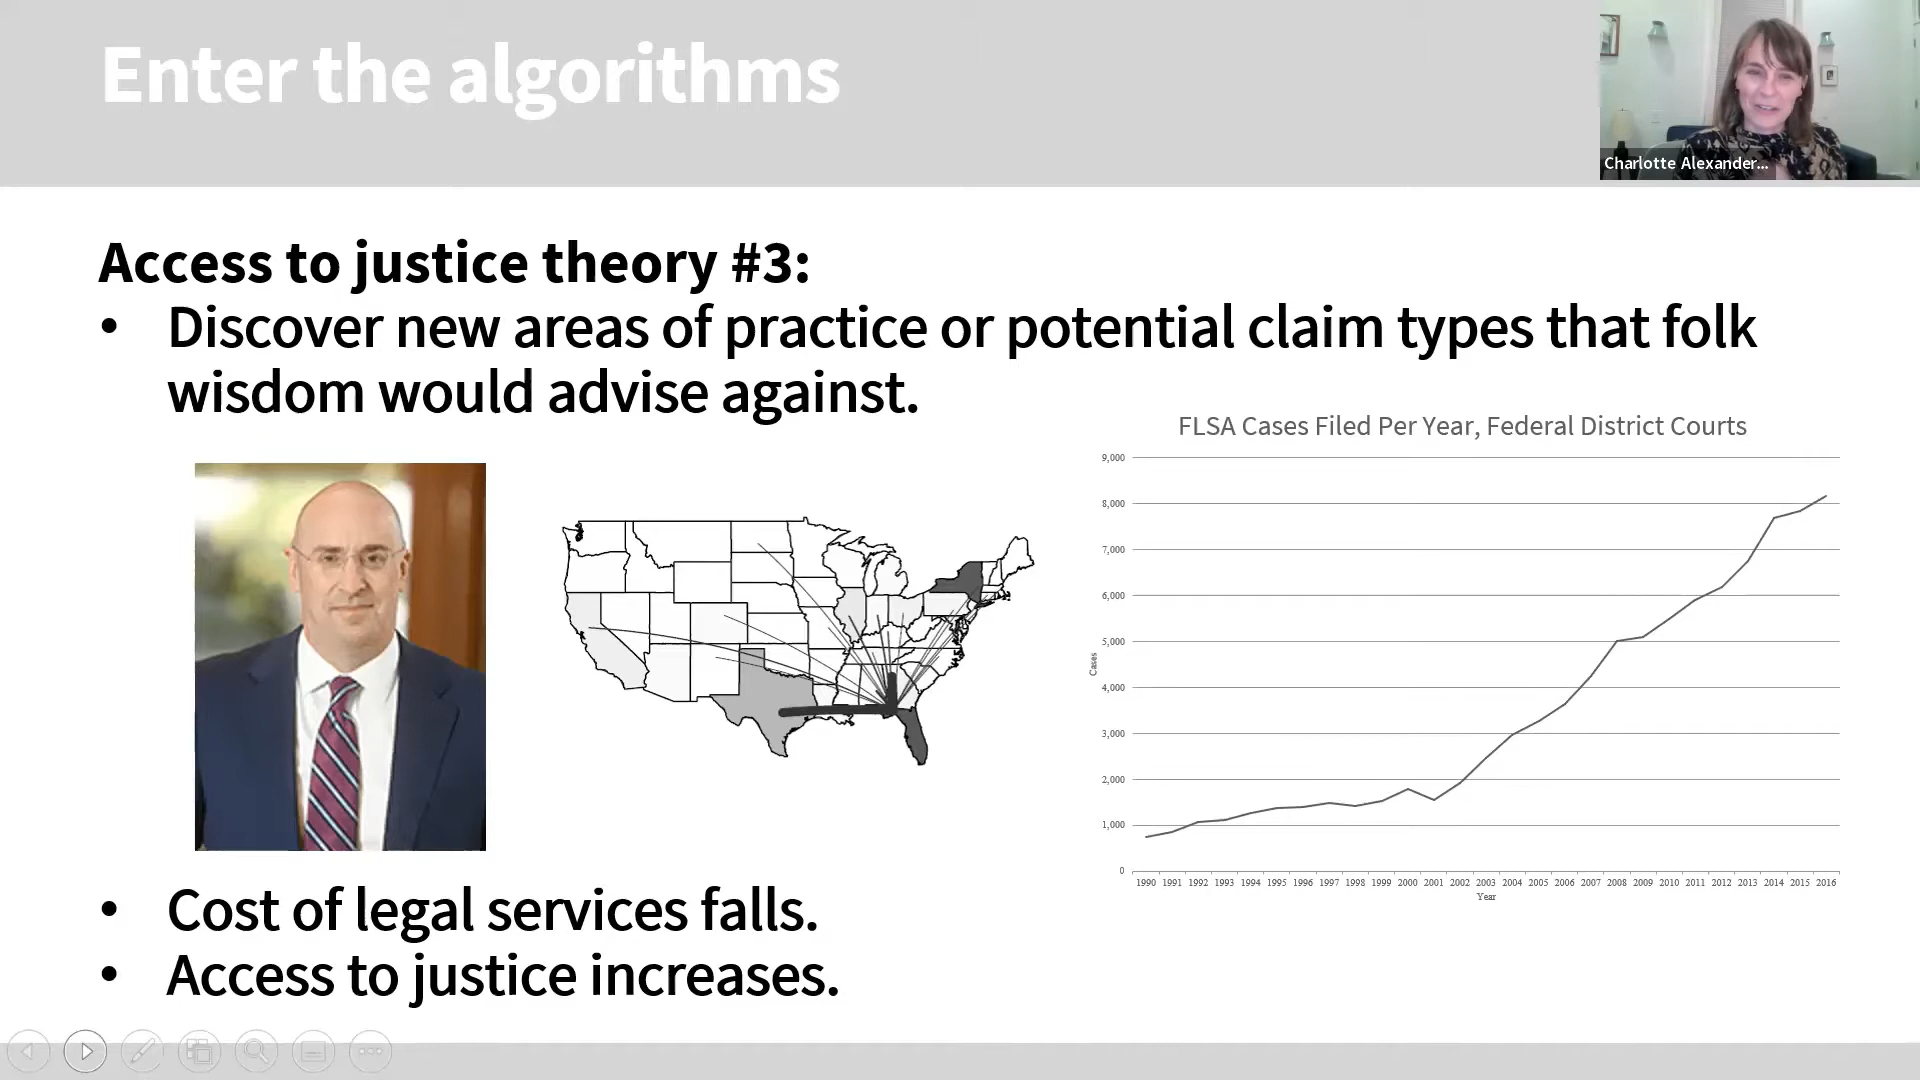 Enter the algorithms
Charlotte Alexander...
Access to justice theory #3:
• Discover new areas of practice or potential claim types that folk
wisdom would advise against.
FLSA Cases Filed Per Year, Federal District Courts
9,000
8,000
7,000
6,000
5,000
4,000
3,000
2,000
1,000
0
Cases
1990 1991 1992 1993 1994 1995 1996 1997 1998 1999 2000 2001 2002 2003 2004 2005 2006 2007 2008 2009 2010 2011 2012 2013 2014 2015 2016
Year
• Cost of legal services falls.
• Access to justice increases.